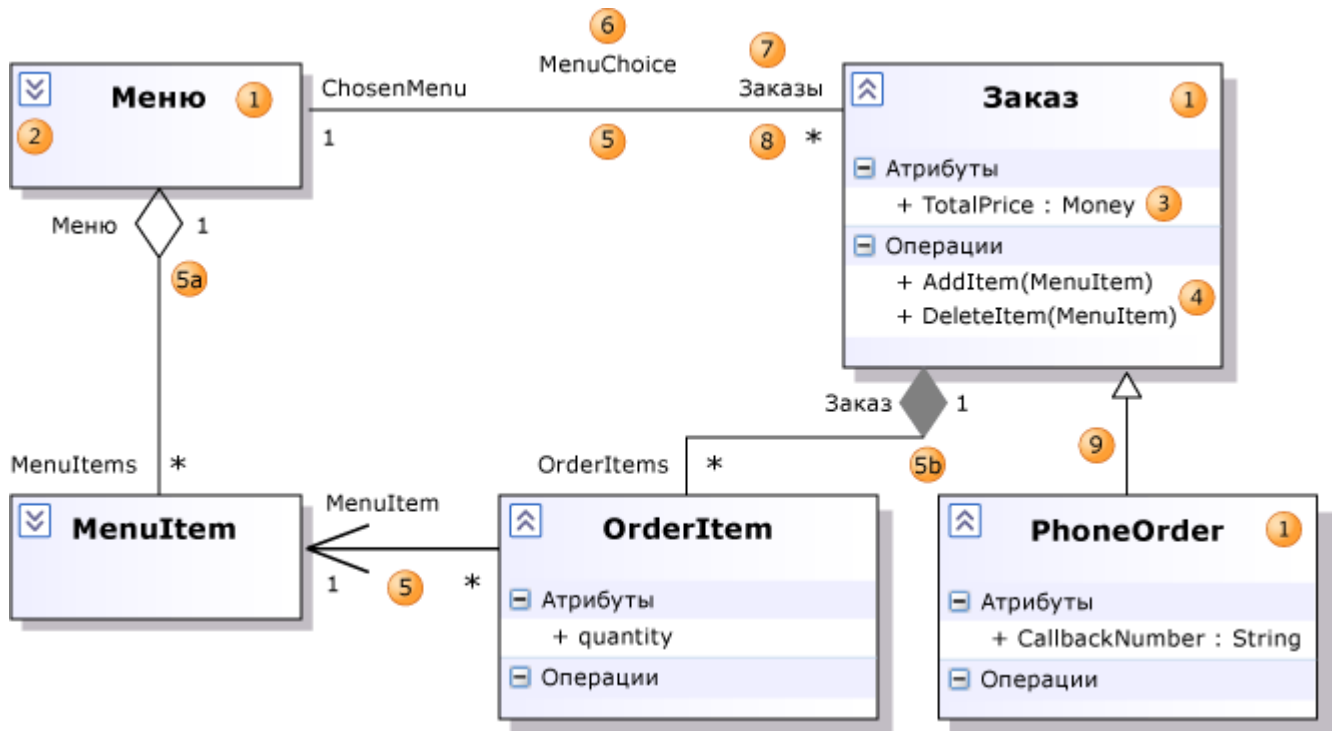 6
MenuChoice
7
Меню 1
2
ChosenMenu
1
5
Заказы
8 *
Заказ 1
Атрибуты
+ TotalPrice : Money 3
Операции
+ AddItem(MenuItem)
+ DeleteItem(MenuItem) 4
Меню 1
5a
MenuItems *
Заказ 1
5b
9
OrderItems *
MenuItem
MenuItem
1 5 *
OrderItem
Атрибуты
+ quantity
Операции
PhoneOrder 1
Атрибуты
+ CallbackNumber : String
Операции